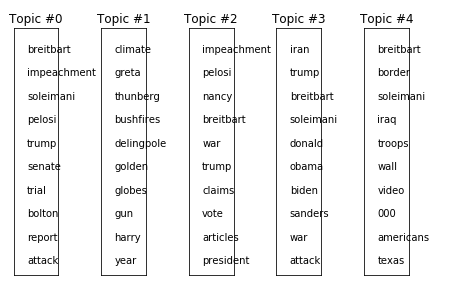 Topic #0 Topic #1 Topic #2 Topic #3 Topic #4
breitbart climate impeachment iran breitbart
impeachment greta pelosi trump border
soleimani thunberg nancy breitbart soleimani
pelosi bushfires breitbart soleimani iraq
trump delingpole war donald troops
senate golden trump obama wall
trial globes claims biden video
bolton gun vote sanders 000
report harry articles war americans
attack year president attack texas